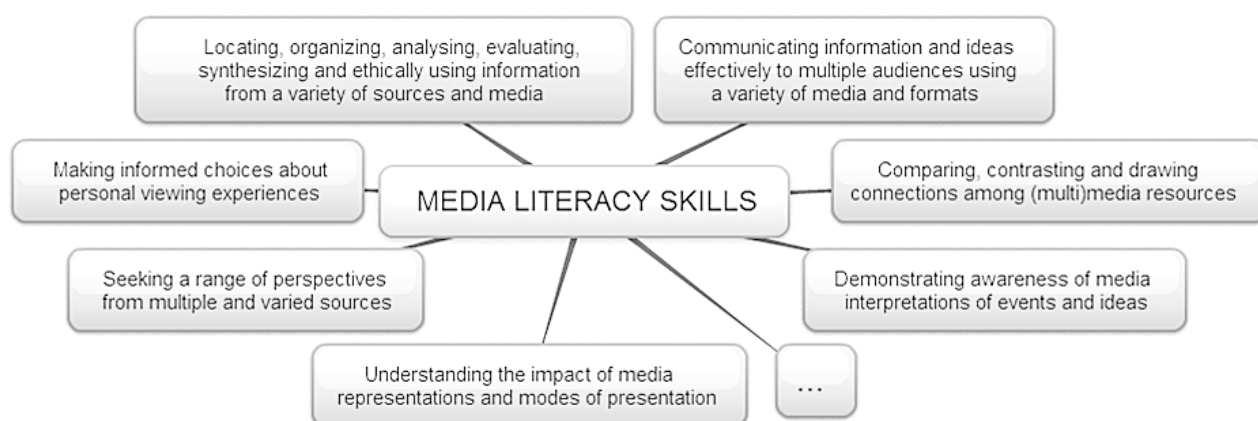 Locating, organizing, analysing, evaluating,
synthesizing and ethically using information
from a variety of sources and media
Communicating information and ideas
effectively to multiple audiences using
a variety of media and formats
Making informed choices about
personal viewing experiences
MEDIA LITERACY SKILLS
Comparing, contrasting and drawing
connections among (multi)media resources
Seeking a range of perspectives
from multiple and varied sources
Demonstrating awareness of media
interpretations of events and ideas
Understanding the impact of media
representations and modes of presentation
...